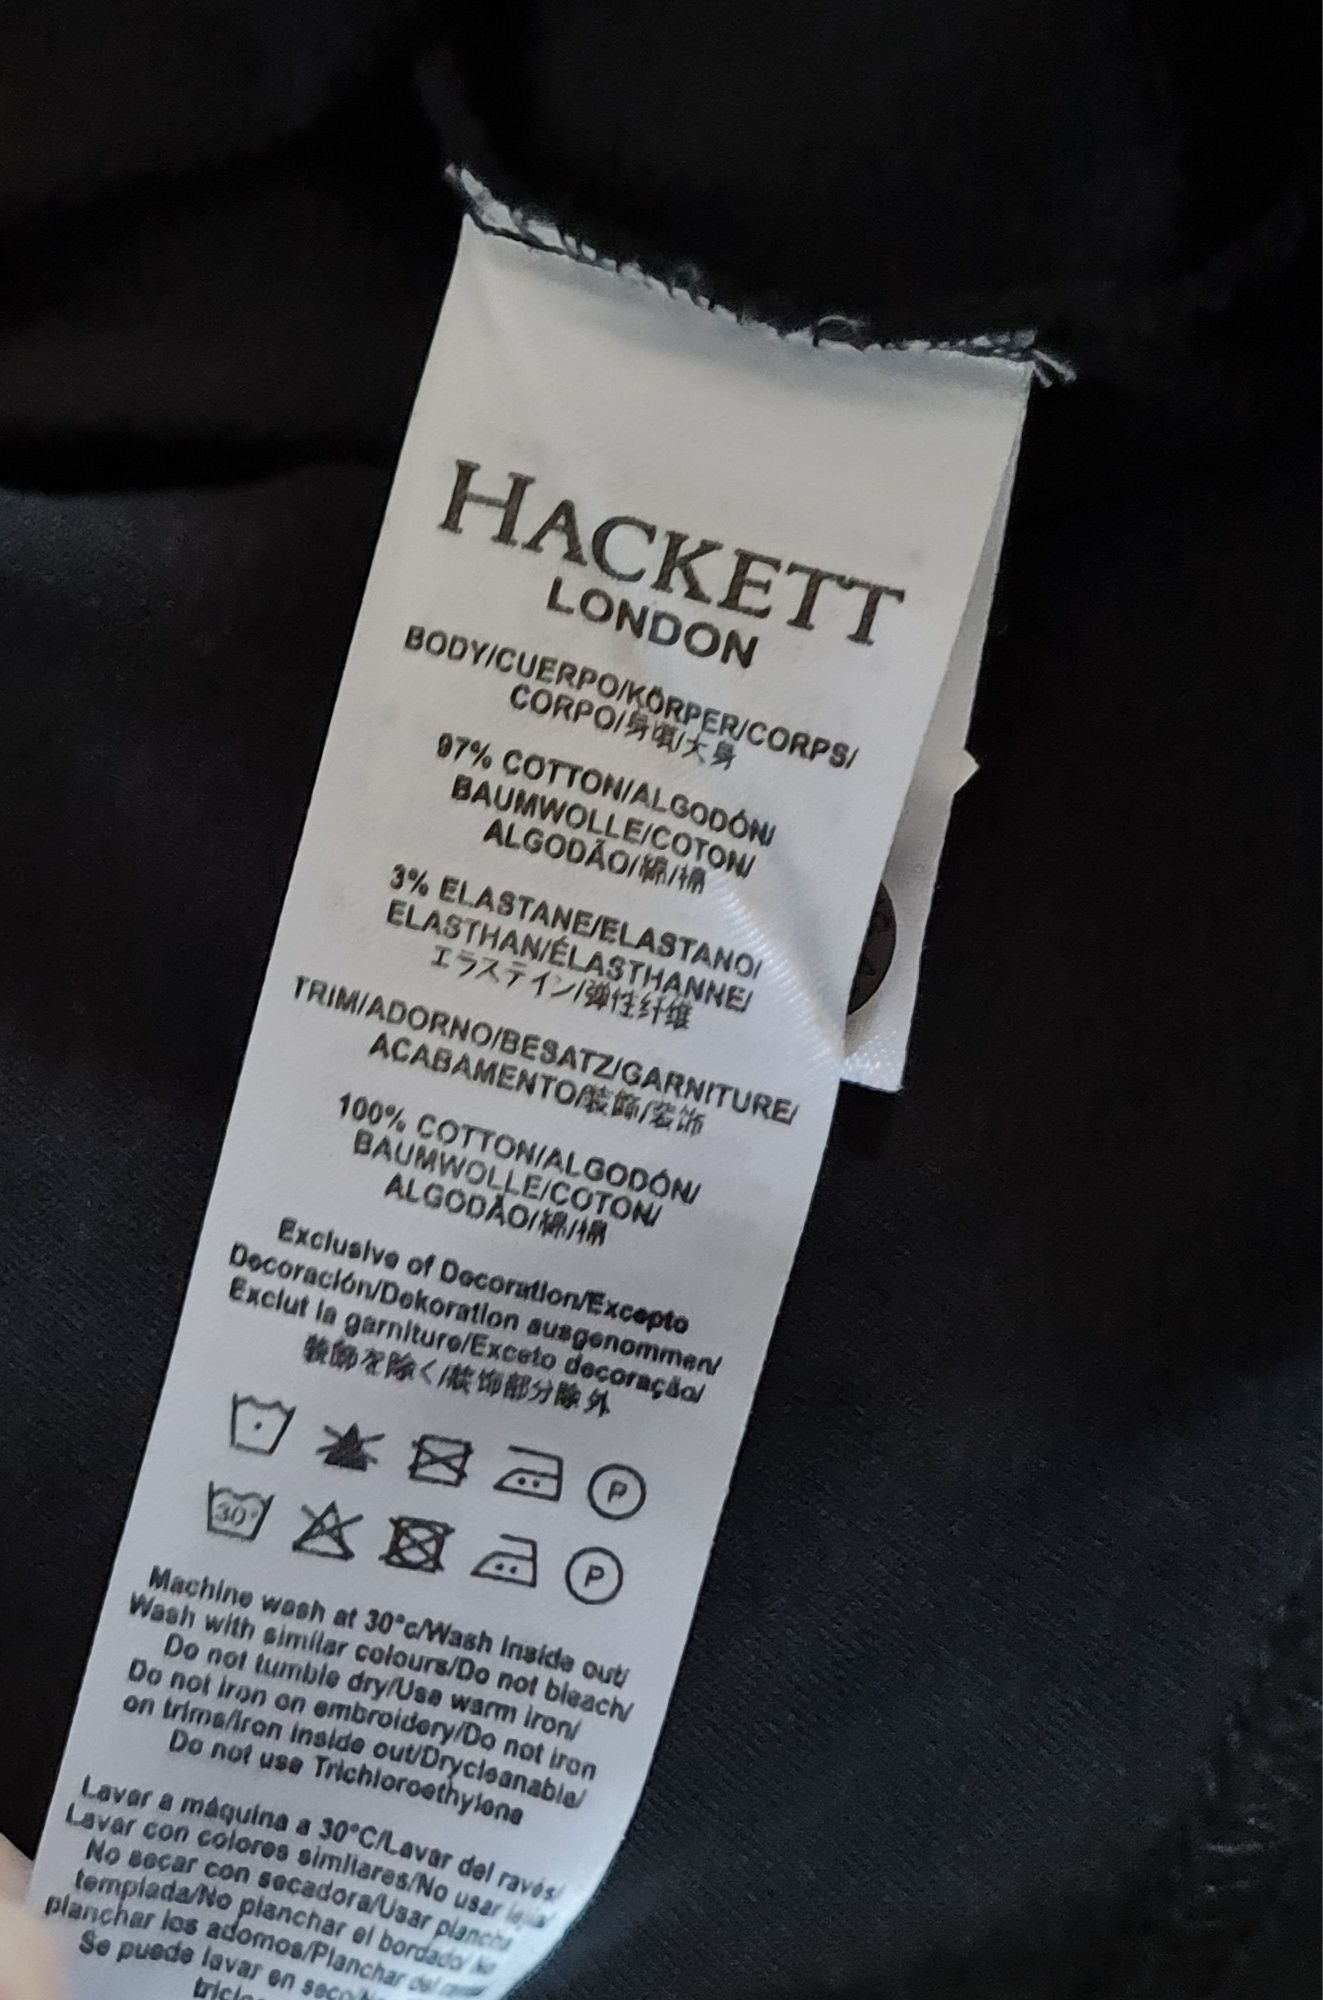 HACKETT
LONDON
BODY/CUERPO/KÖRPER/CORPS/
CORPO/身頃/大身
97% COTTON/ALGODÓN/
BAUMWOLLE/COTON/
ALGODÃO/綿/棉
3% ELASTANE/ELASTANO/
ELASTHAN/ÉLASTHANNE/
エラステイン/弹性纤维
TRIM/ADORNO/BESATZ/GARNITURE/
ACABAMENTO/装飾/装饰
100% COTTON/ALGODÓN/
BAUMWOLLE/COTON/
ALGODÃO/綿/棉
Exclusive of Decoration/Excepto
Decoración/Dekoration ausgenommen/
Exclut la garniture/Exceto decoração/
装飾を除く/装饰部分除外
P
30° P
Machine wash at 30°c/Wash Inside out/
Wash with similar colours/Do not bleach/
Do not tumble dry/Use warm iron/
Do not iron on embroidery/Do not iron
on trims/Iron inside out/Drycleanable/
Do not use Trichloroethylene
Lavar a máquina a 30°C/Lavar del revés/
Lavar con colores similares/No usar lejía/
No secar con secadora/Usar plancha
templada/No planchar el bordado/No
planchar los adornos/Planchar del
Se puede lavar en seco/